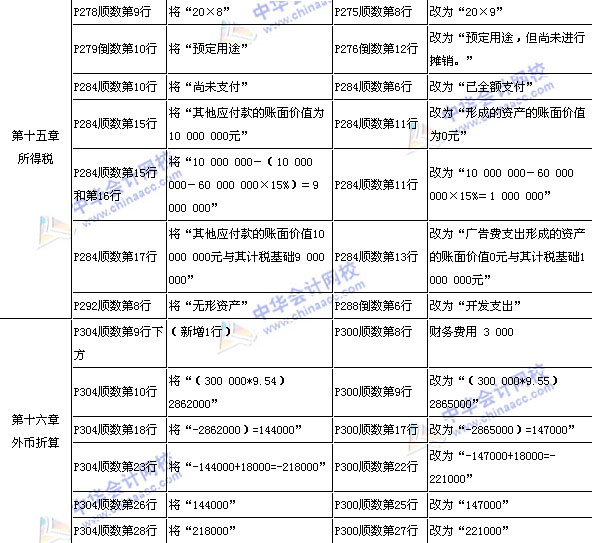 P278顺数第9行 将“20×8” P275顺数第8行 改为“20×9”
P279倒数第10行 将“预定用途” P276倒数第12行 改为“预定用途，但尚未进行
摊销。”
P284顺数第10行 将“尚未支付” P284顺数第6行 改为“已全额支付”
第十五章
所得税
P284顺数第15行 将“其他应付款的账面价值为
10 000 000元” P284顺数第11行 改为“形成的资产的账面价值
为0元”
P284顺数第15行
和第16行 将“10 000 000－（10 000
000－60 000 000×15%）＝9
000 000” P284顺数第11行 改为“10 000 000－60 000
000×15%＝1 000 000”
P284顺数第17行 将“其他应付款的账面价值10
000 000元与其计税基础9 000
000” P284顺数第13行 改为“广告费支出形成的资产
的账面价值0元与其计税基础1
000 000元”
P292顺数第8行 将“无形资产” P288倒数第6行 改为“开发支出”
第十六章
外币折算
P304顺数第9行下
方 （新增1行） P300顺数第8行 财务费用 3 000
P304顺数第10行 将“（300 000*9.54）
2862000” P300顺数第9行 改为“（300 000*9.55）
2865000”
P304顺数第18行 将“-2862000）=144000” P300顺数第17行 改为“-2865000）=147000”
P304顺数第23行 将“-144000+18000=-218000” P300顺数第22行 改为“-147000+18000=-
221000”
P304顺数第26行 将“144000” P300顺数第25行 改为“147000”
P304顺数第28行 将“218000” P300顺数第27行 改为“221000”
中华会计网校
www.chinaacc.com